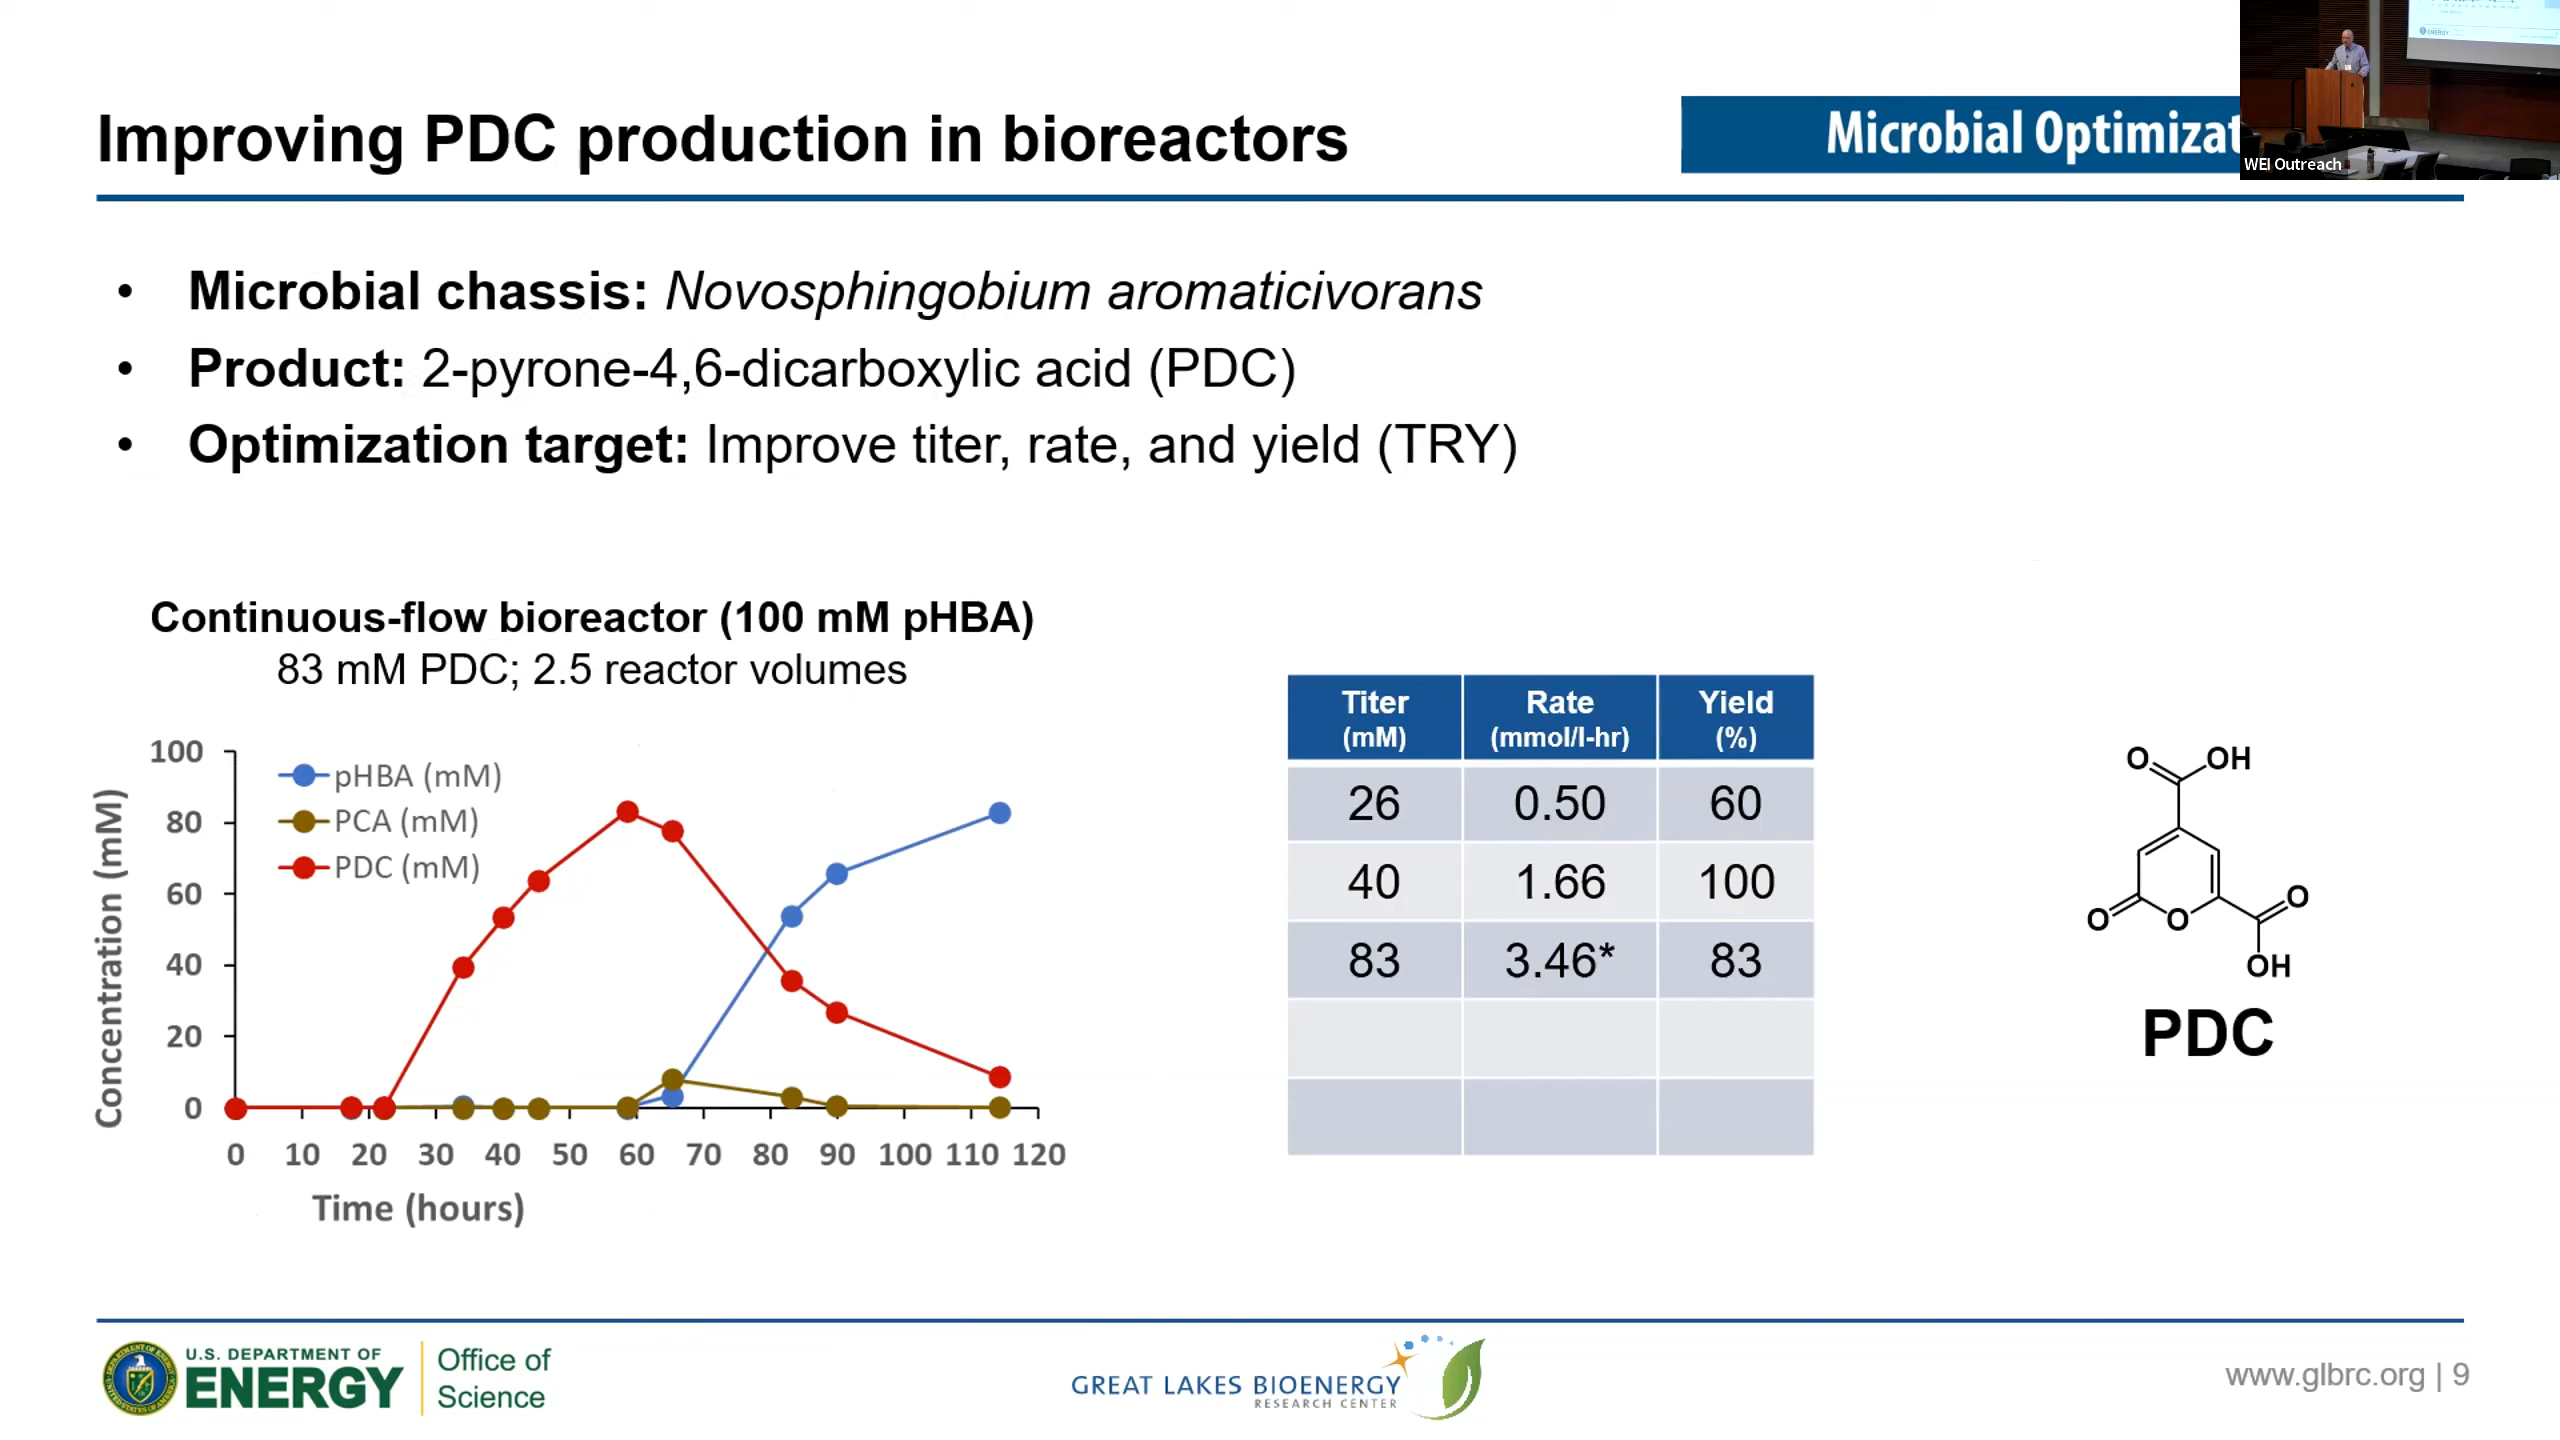 Improving PDC production in bioreactors
Microbial Optimizat
WEI Outreach
• Microbial chassis: Novosphingobium aromaticivorans
• Product: 2-pyrone-4,6-dicarboxylic acid (PDC)
• Optimization target: Improve titer, rate, and yield (TRY)
Continuous-flow bioreactor (100 mM pHBA)
83 mM PDC; 2.5 reactor volumes
Concentration (mM)
100
80
60
40
20
0
pHBA (mM)
PCA (mM)
PDC (mM)
0 10 20 30 40 50 60 70 80 90 100 110 120
Time (hours)
Titer (mM) Rate (mmol/l-hr) Yield (%)
26 0.50 60
40 1.66 100
83 3.46* 83
O OH
O O O
OH
PDC
U.S. DEPARTMENT OF
ENERGY
Office of
Science
GREAT LAKES BIOENERGY
RESEARCH CENTER
www.glbrc.org | 9